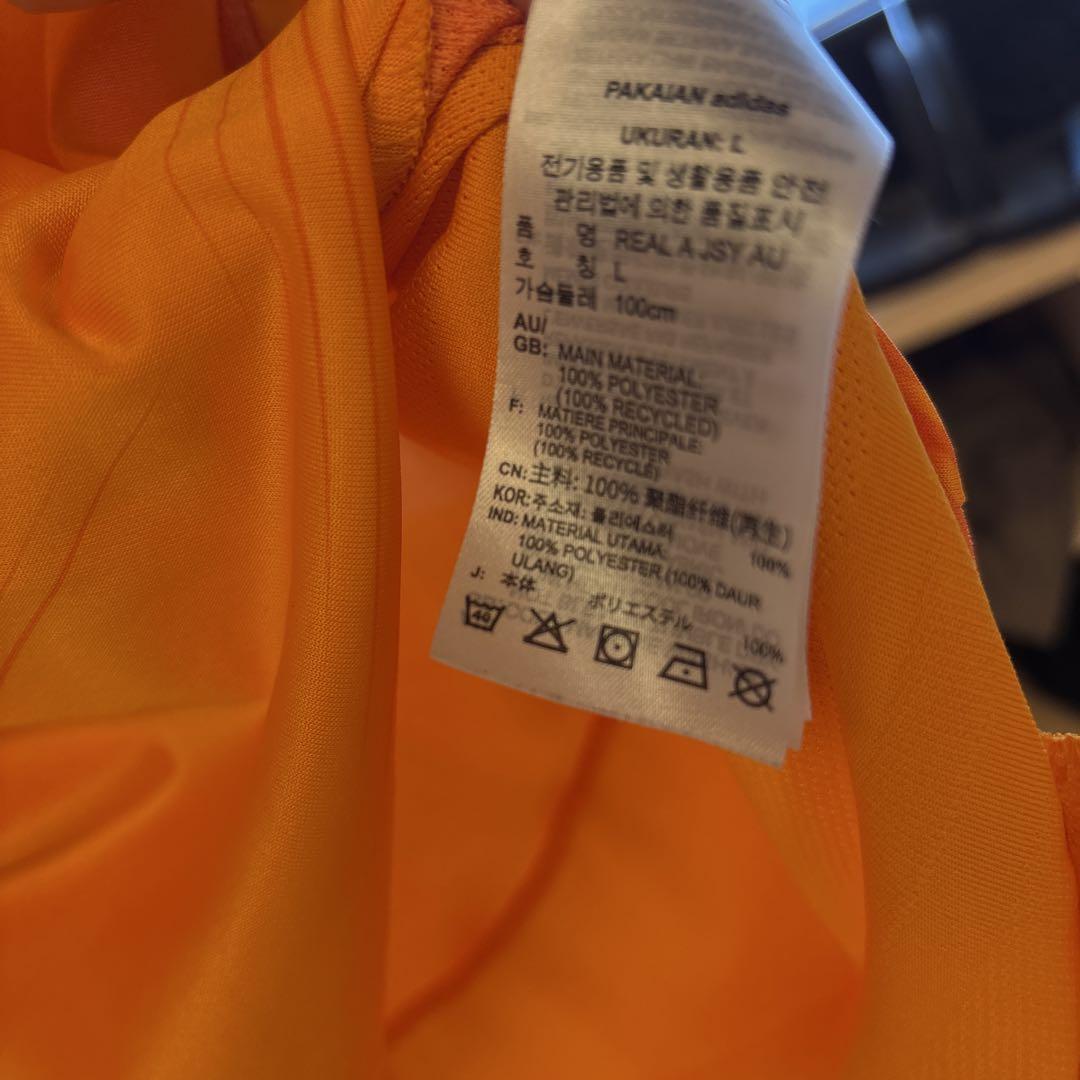 PAKAIAN adidas
UKURAN: L
전기용품 및 생활용품 안전
관리법에 의한 품질표시
품 명 REAL A JSY AU
호 칭 L
가슴둘레 100cm
AU/
GB: MAIN MATERIAL:
100% POLYESTER
(100% RECYCLED)
F: MATIERE PRINCIPALE:
100% POLYESTER
(100% RECYCLÉ)
CN: 主料: 100% 聚酯纤维(再生)
KOR: 주소재: 폴리에스터 100%
IND: MATERIAL UTAMA:
100% POLYESTER (100% DAUR
ULANG)
J: 本体 ポリエステル 100%
40